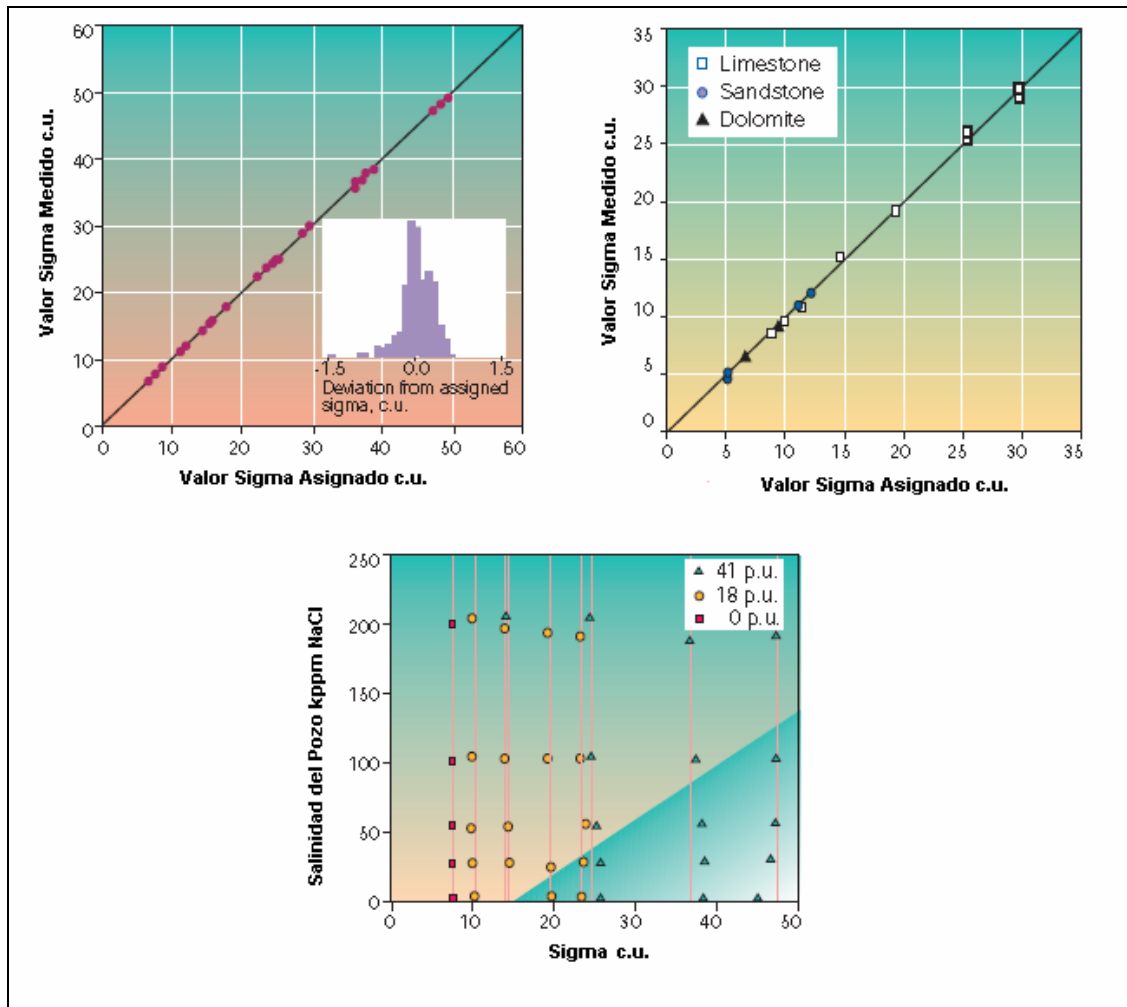 60
50
40
30
20
10
0
Valor Sigma Medido c.u.
-1.5
0.0
1.5
Deviation from assigned
sigma, c.u.
0 10 20 30 40 50 60
Valor Sigma Asignado c.u.
35
30
25
20
15
10
5
0
Valor Sigma Medido c.u.
Limestone
Sandstone
Dolomite
0 5 10 15 20 25 30 35
Valor Sigma Asignado c.u.
250
200
150
100
50
0
Salinidad del Pozo kppm NaCl
41 p.u.
18 p.u.
0 p.u.
0 10 20 30 40 50
Sigma c.u.